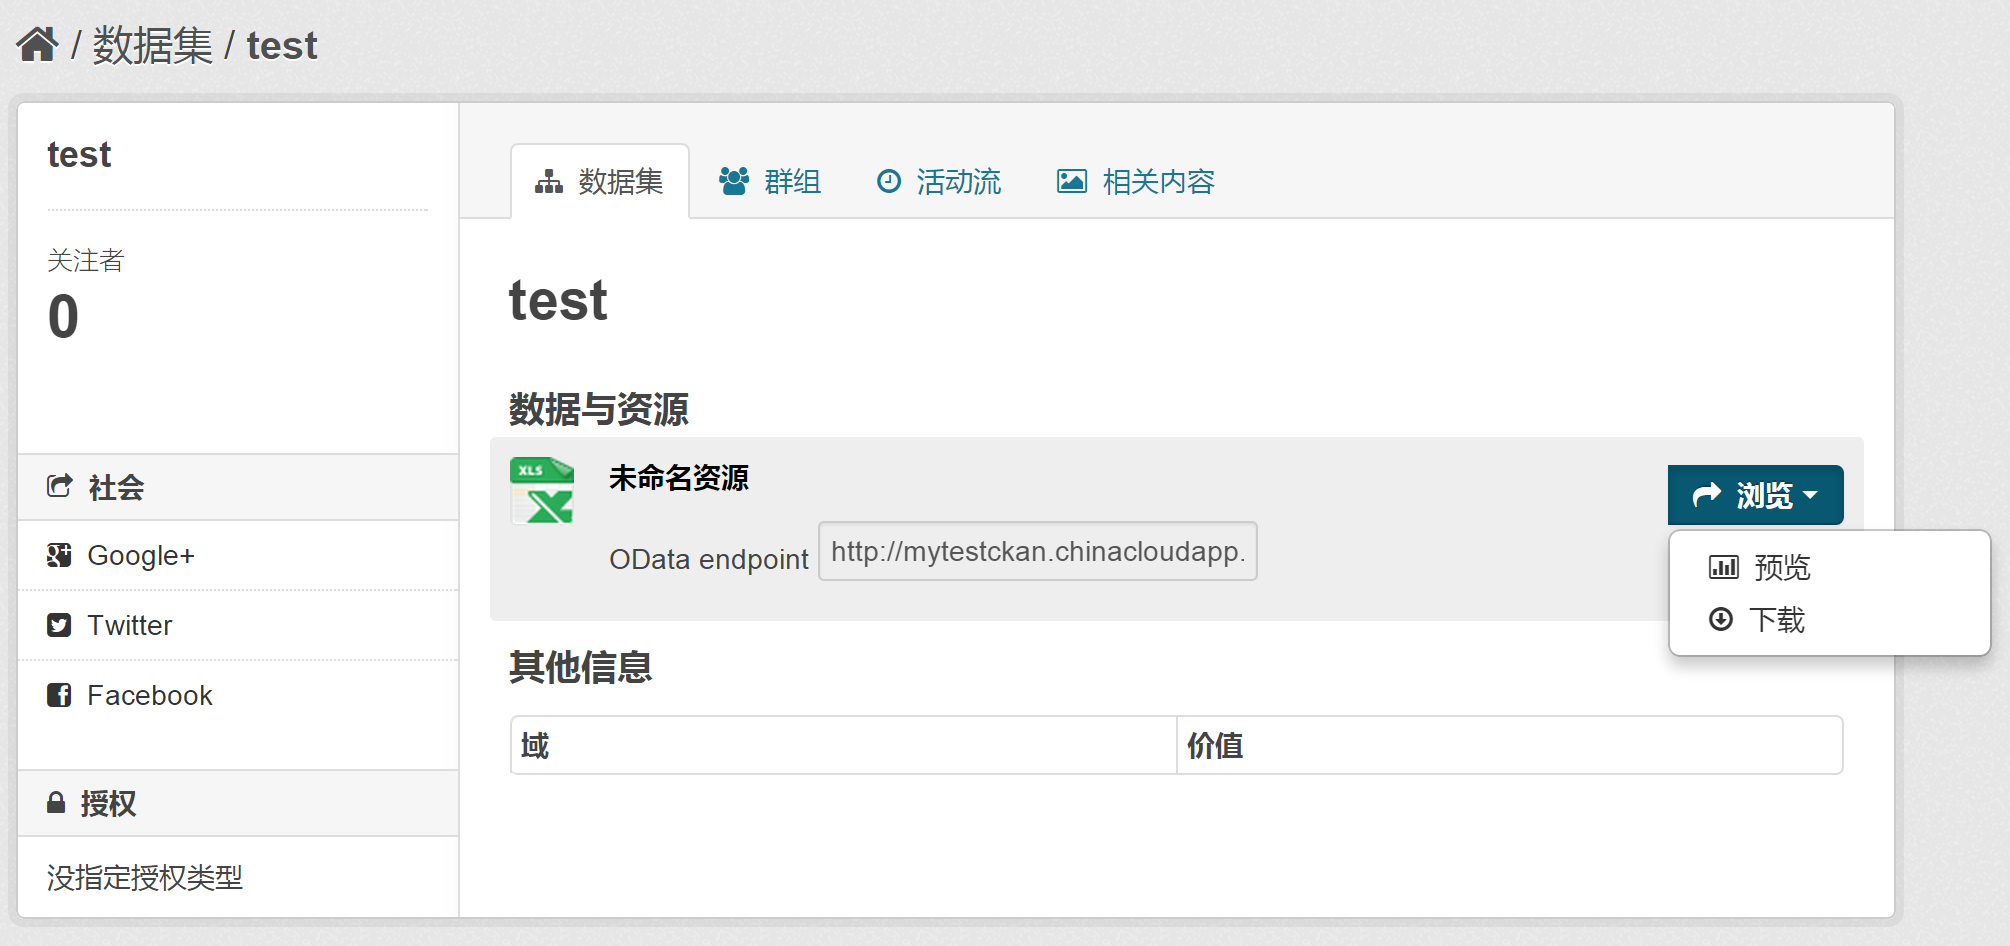 / 数据集 / test
test
关注者
0
社会
Google+
Twitter
Facebook
授权
没指定授权类型
数据集 群组 活动流 相关内容
test
数据与资源
XLS
未命名资源
OData endpoint http://mytestckan.chinacloudapp.
浏览
预览
下载
其他信息
域 价值